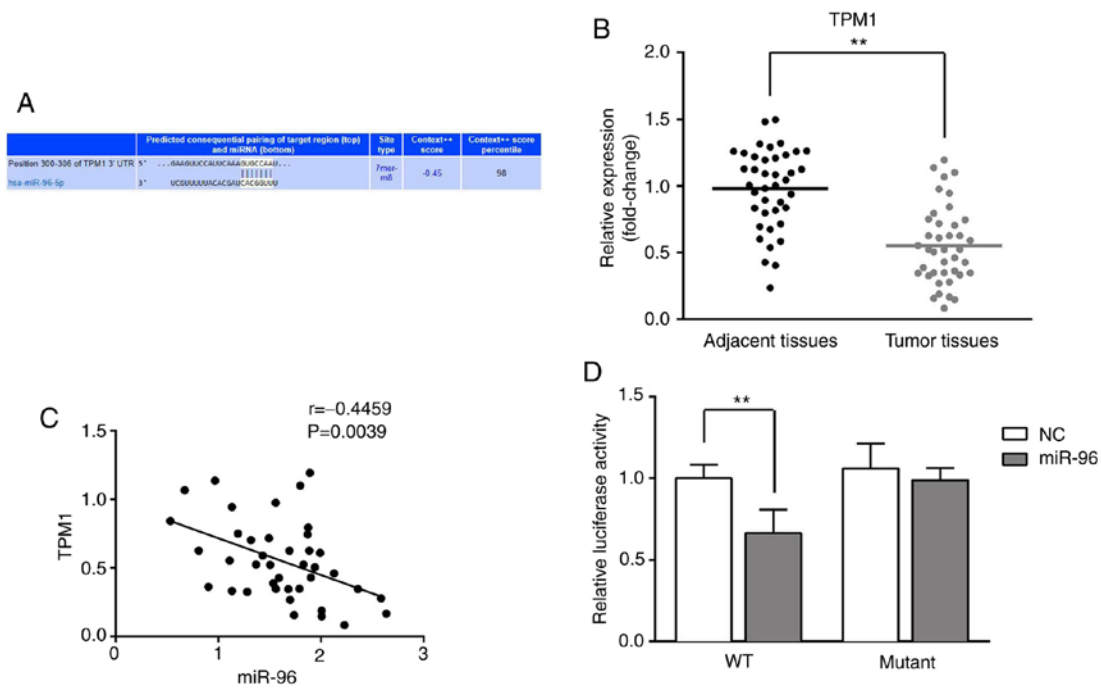 A
Predicted consequential pairing of target region (top) and miRNA (bottom)
Site type
Context++ score
Context++ score percentile
Position 300-306 of TPM1 3' UTR 5' ...GAAGUUCCAUUCAAAGUGCCAAU... 7mer-m8 -0.45 98
hsa-miR-96-5p 3' UCGUUUUUACACGAUCACGGUUU
B
TPM1
**
Relative expression
(fold-change)
2.0
1.5
1.0
0.5
0.0
Adjacent tissues Tumor tissues
C
r=−0.4459
P=0.0039
TPM1
1.5
1.0
0.5
0.0
0 1 2 3
miR-96
D
**
Relative luciferase activity
1.5
1.0
0.5
0.0
WT Mutant
NC
miR-96